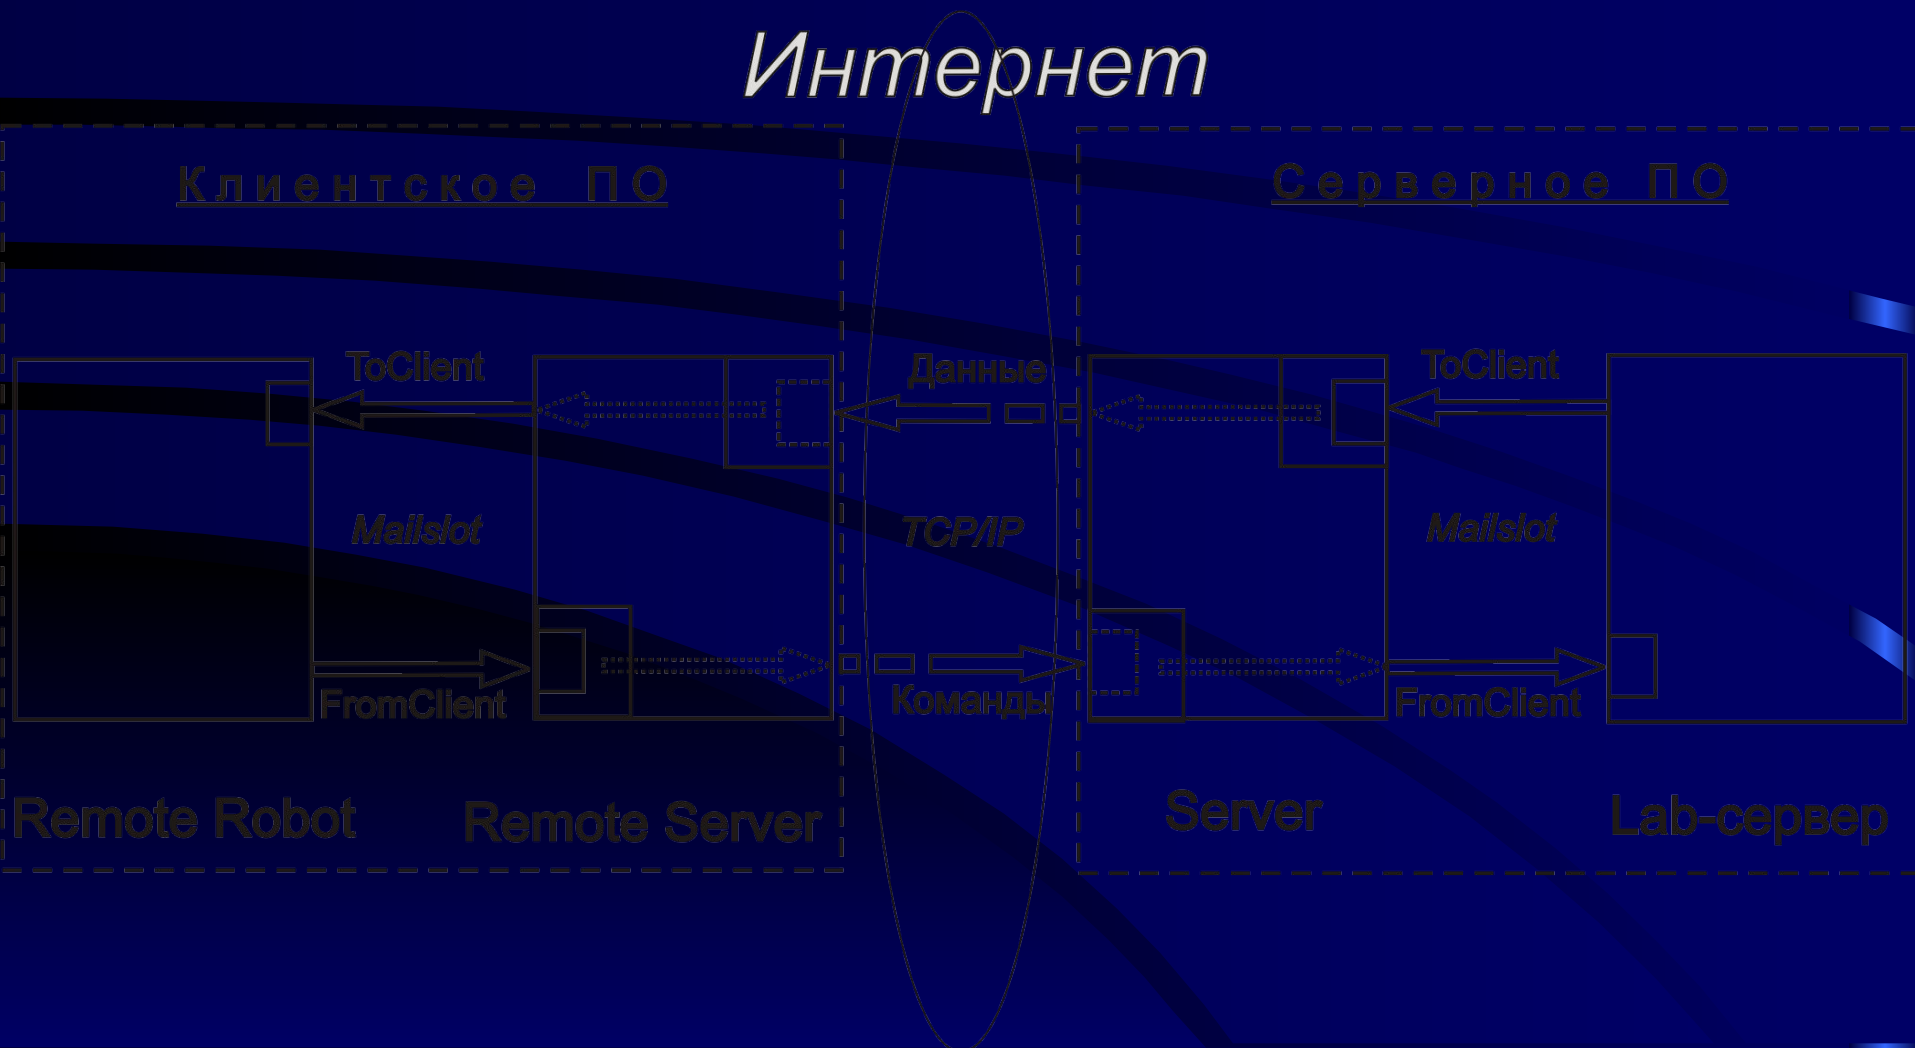 Интернет
Клиентское ПО
Серверное ПО
ToClient
Данные
ToClient
Mailslot
TCP/IP
Mailslot
FromClient
Команды
FromClient
Remote Robot
Remote Server
Server
Lab-сервер